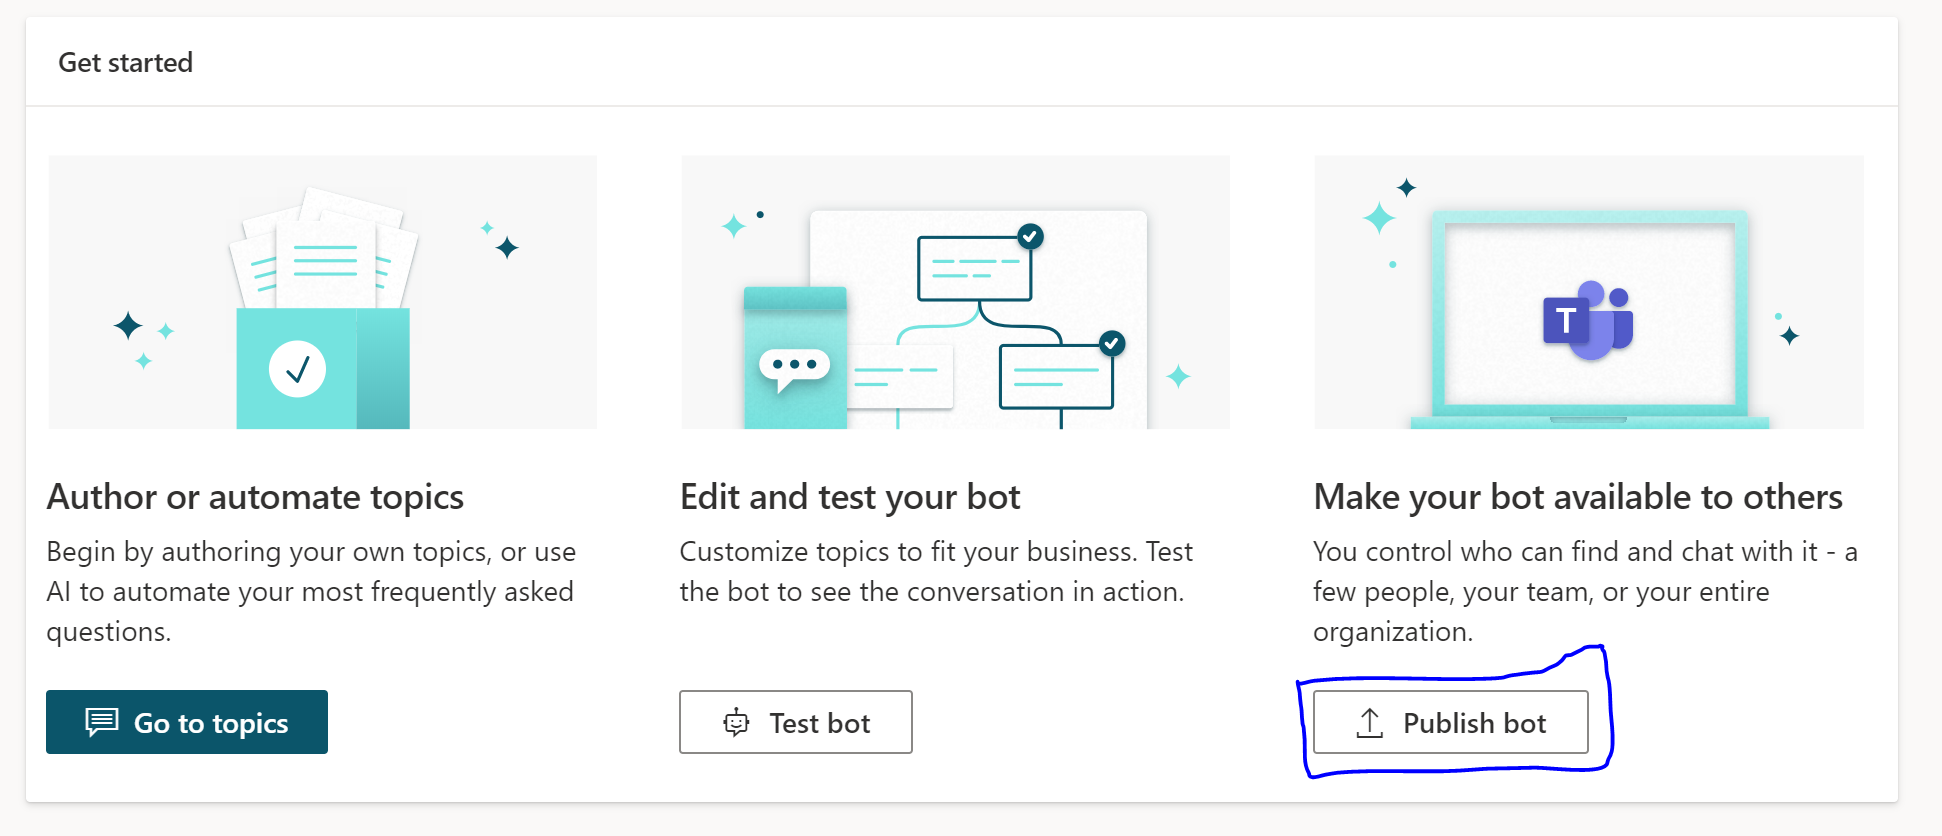 Get started
T
Author or automate topics
Begin by authoring your own topics, or use
AI to automate your most frequently asked
questions.
Go to topics
Edit and test your bot
Customize topics to fit your business. Test
the bot to see the conversation in action.
Test bot
Make your bot available to others
You control who can find and chat with it - a
few people, your team, or your entire
organization.
Publish bot